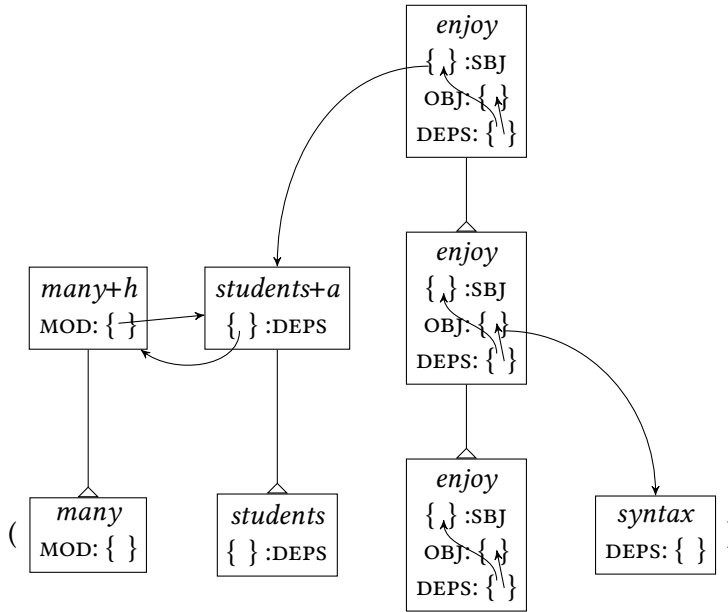 enjoy
{ } :SBJ
OBJ: { }
DEPS: { }
many+h
MOD: { }
students+a
{ } :DEPS
enjoy
{ } :SBJ
OBJ: { }
DEPS: { }
(
many
MOD: { }
students
{ } :DEPS
enjoy
{ } :SBJ
OBJ: { }
DEPS: { }
syntax
DEPS: { }